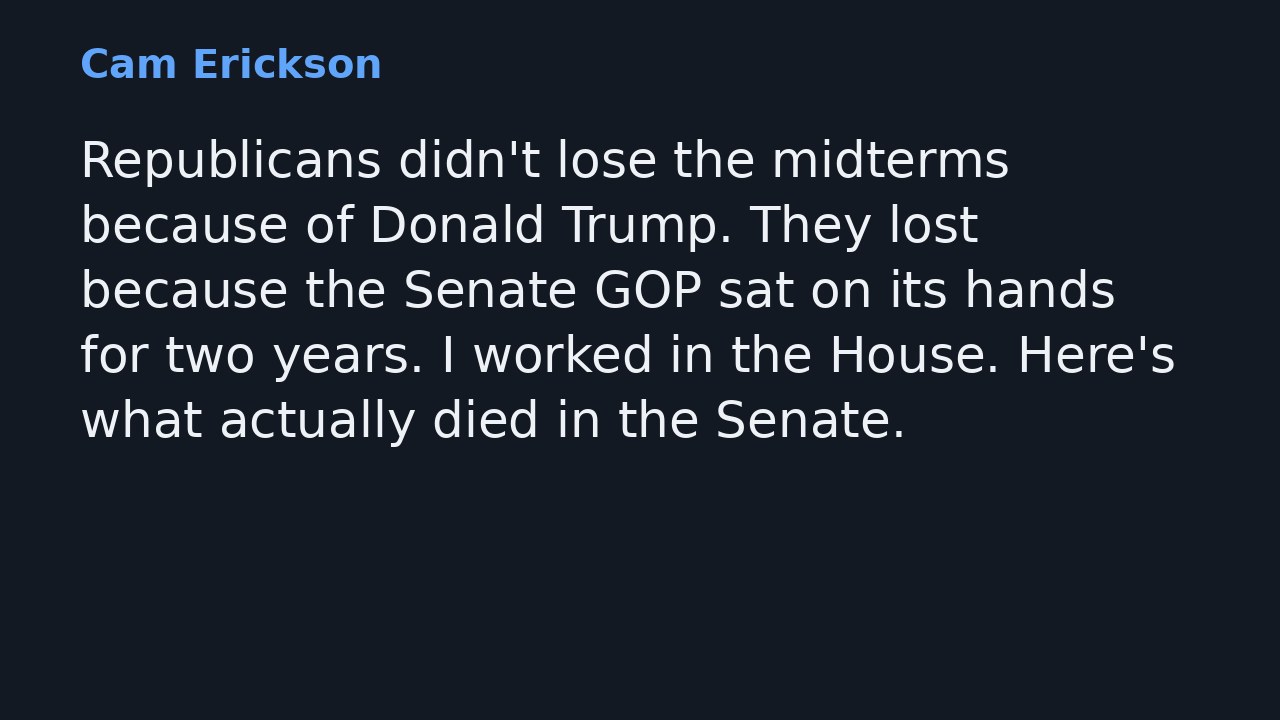 Cam Erickson
Republicans didn't lose the midterms
because of Donald Trump. They lost
because the Senate GOP sat on its hands
for two years. I worked in the House. Here's
what actually died in the Senate.